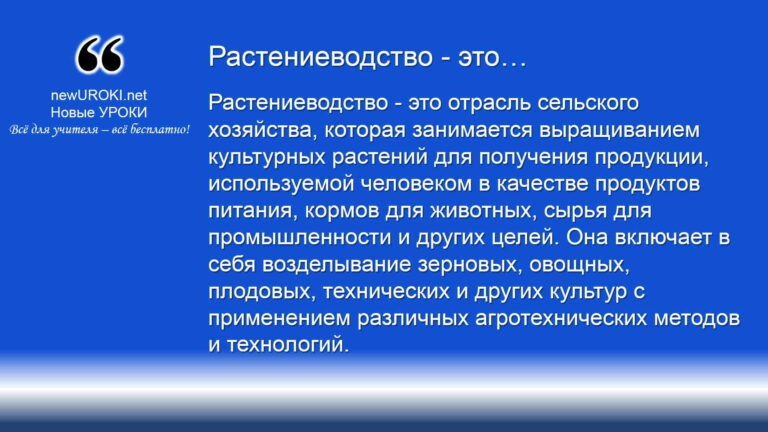 ❝
newUROKI.net
Новые УРОКИ
Всё для учителя – всё бесплатно!
Растениеводство - это…
Растениеводство - это отрасль сельского
хозяйства, которая занимается выращиванием
культурных растений для получения продукции,
используемой человеком в качестве продуктов
питания, кормов для животных, сырья для
промышленности и других целей. Она включает в
себя возделывание зерновых, овощных,
плодовых, технических и других культур с
применением различных агротехнических методов
и технологий.